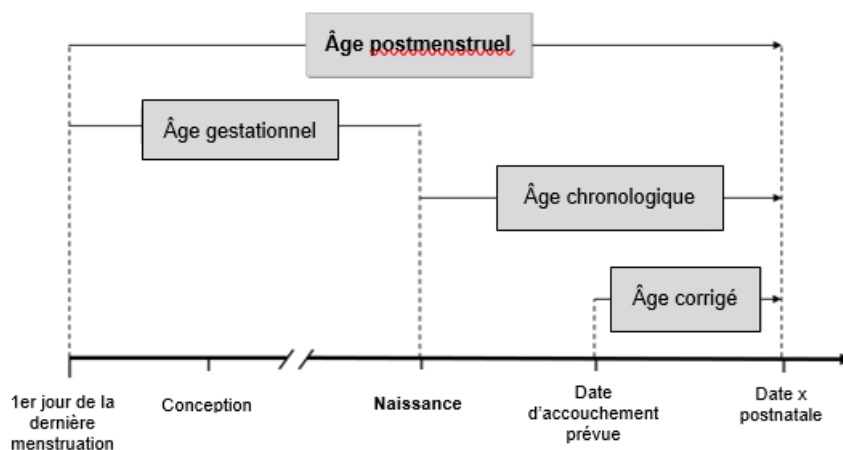 Âge postmenstruel
Âge gestationnel
Âge chronologique
Âge corrigé
1er jour de la
dernière
menstruation
Conception
Naissance
Date
d'accouchement
prévue
Date x
postnatale